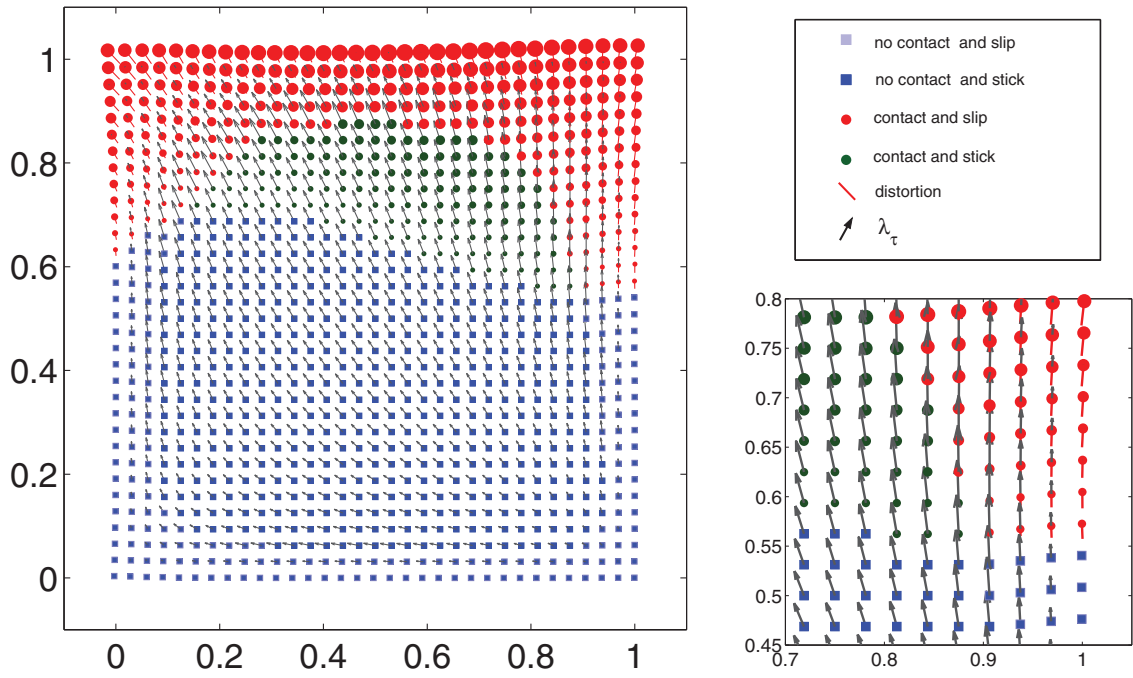 1
0.8
0.6
0.4
0.2
0
0 0.2 0.4 0.6 0.8 1
no contact and slip
no contact and stick
contact and slip
contact and stick
distortion
λτ
0.8
0.75
0.7
0.65
0.6
0.55
0.5
0.45
0.7 0.8 0.9 1